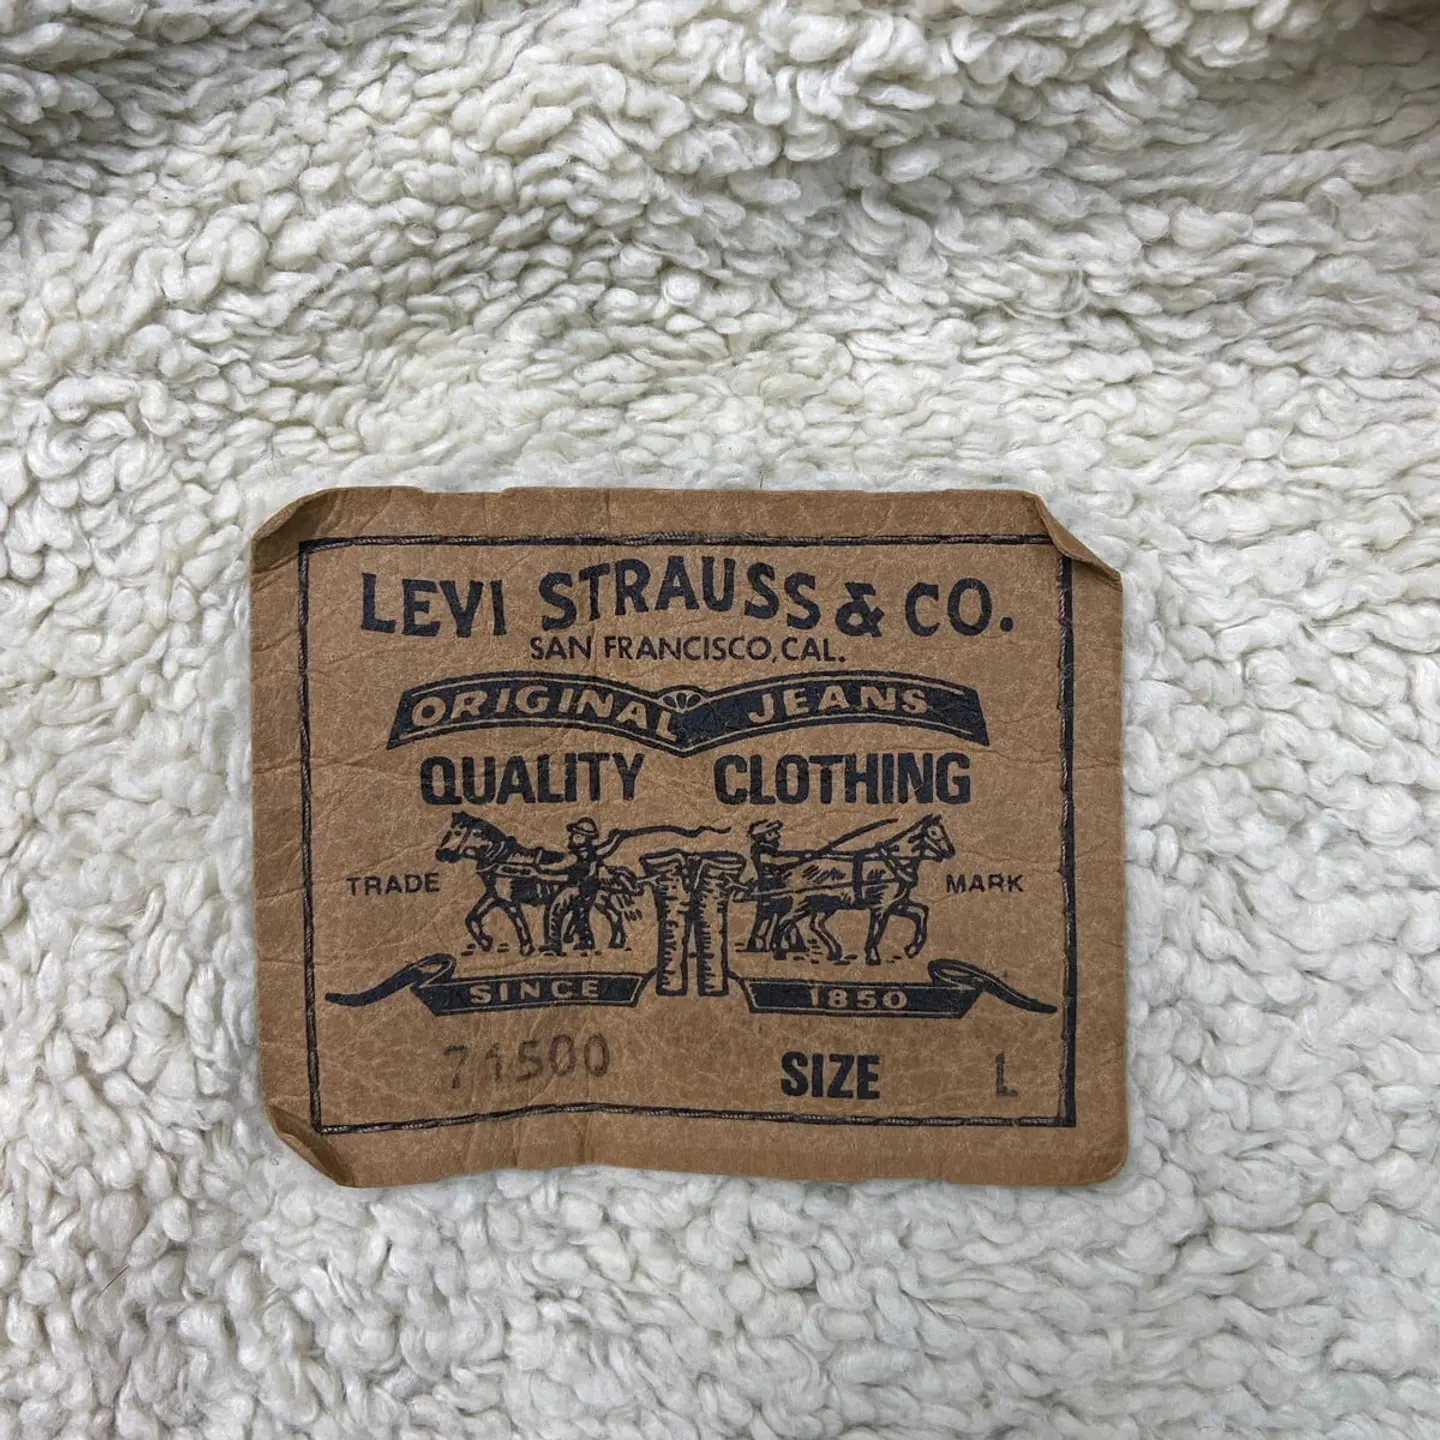 LEVI STRAUSS & CO.
SAN FRANCISCO, CAL.
ORIGINAL JEANS
QUALITY CLOTHING
TRADE MARK
SINCE 1850
71500 SIZE L